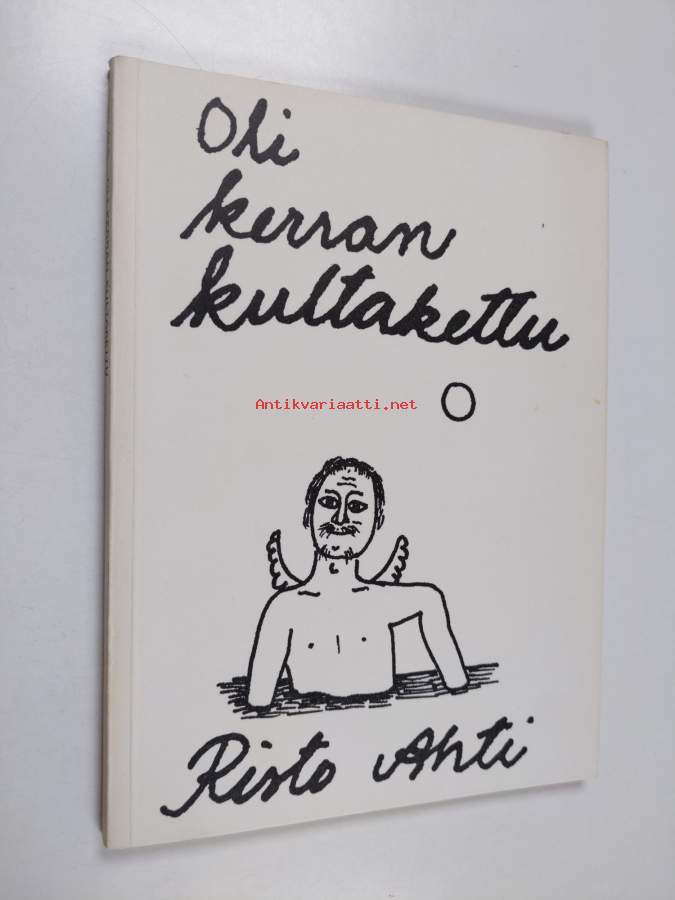 Oli
kerran
kultakettu
Antikvariaatti.net
Risto Ahti